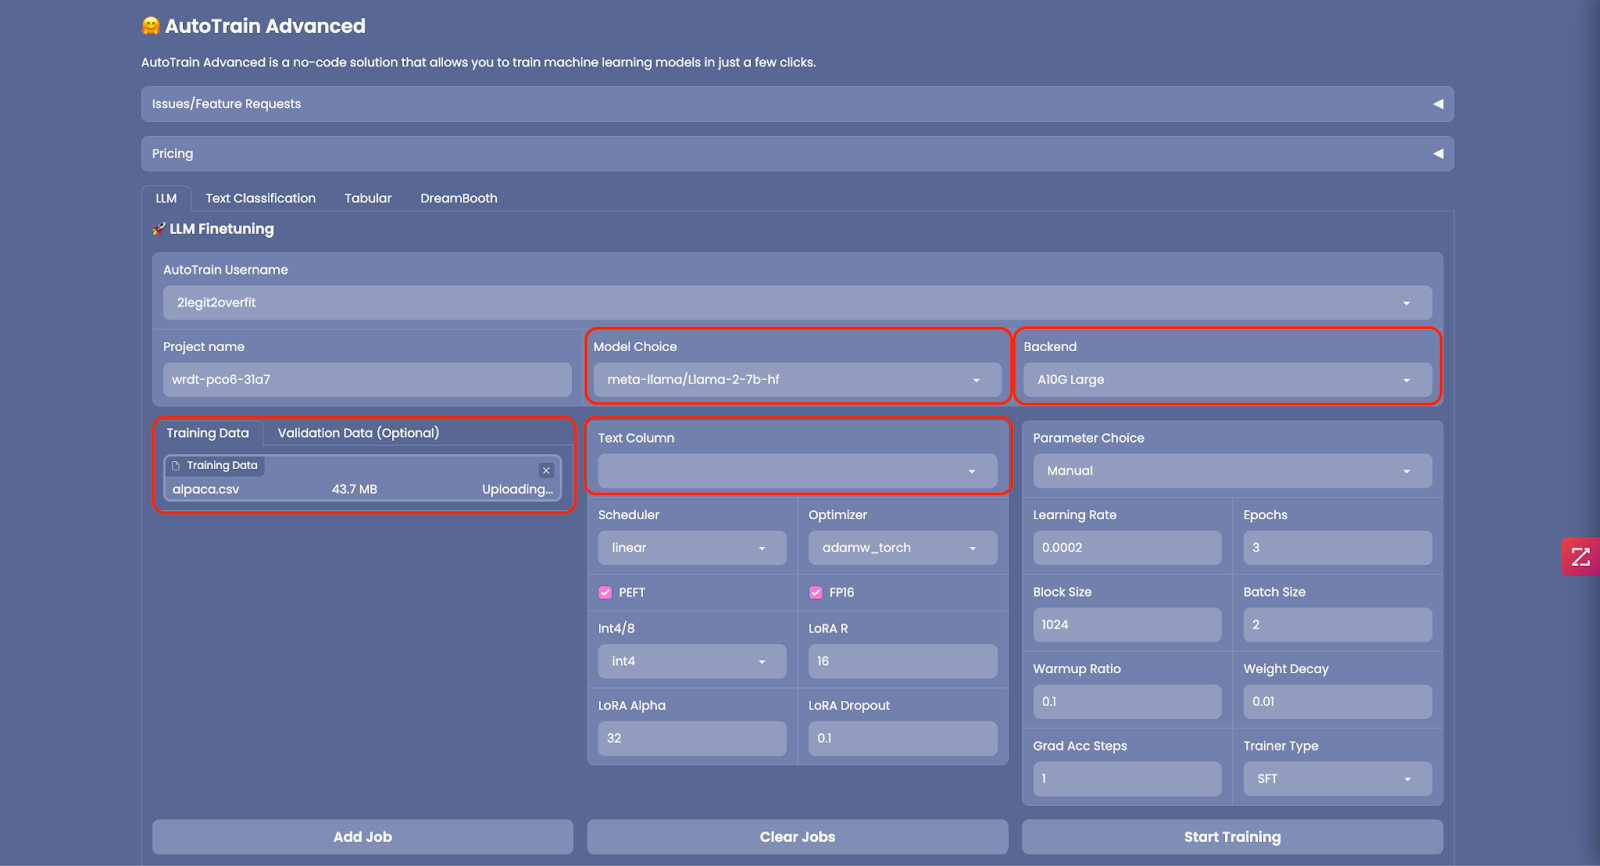 🤗 AutoTrain Advanced
AutoTrain Advanced is a no-code solution that allows you to train machine learning models in just a few clicks.
Issues/Feature Requests
Pricing
LLM Text Classification Tabular DreamBooth
🚀 LLM Finetuning
AutoTrain Username
2legit2overfit
Project name Model Choice Backend
wrdt-pco6-31a7 meta-llama/Llama-2-7b-hf A10G Large
Training Data Validation Data (Optional)
Training Data
alpaca.csv 43.7 MB Uploading...
Text Column
Scheduler Optimizer
linear adamw_torch
PEFT FP16
Int4/8 LoRA R
int4 16
LoRA Alpha LoRA Dropout
32 0.1
Parameter Choice
Manual
Learning Rate Epochs
0.0002 3
Block Size Batch Size
1024 2
Warmup Ratio Weight Decay
0.1 0.01
Grad Acc Steps Trainer Type
1 SFT
Add Job Clear Jobs Start Training